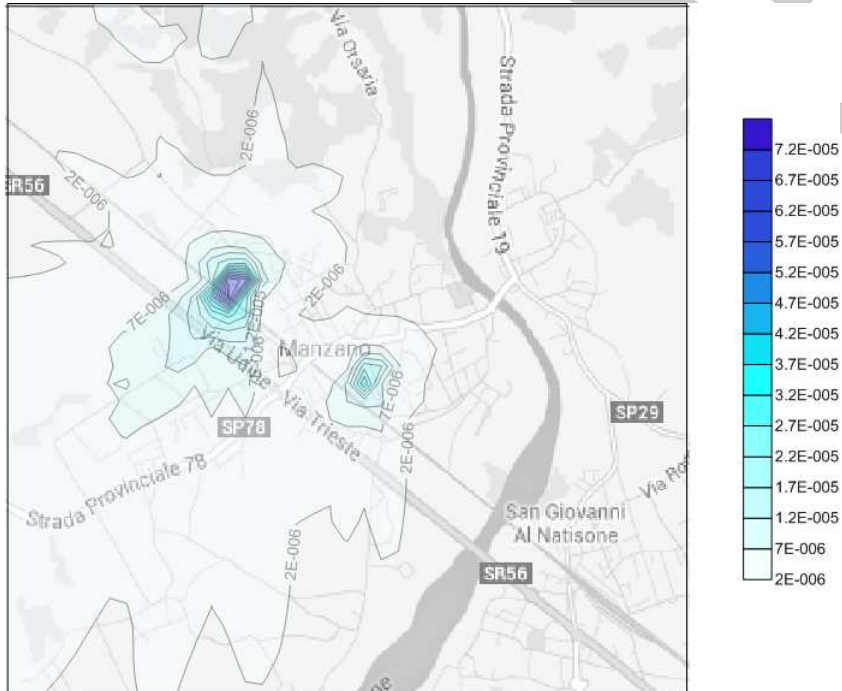 Via Orsaria
Strada Provinciale 19
2E-006
2E-006
SR56
2E-006
7E-006
7E-005
Via Udine - Via Trieste
Manzano
7E-006
2E-006
SP78
SP29
Strada Provinciale 78
San Giovanni
Al Natisone
2E-006
SR56
7.2E-005
6.7E-005
6.2E-005
5.7E-005
5.2E-005
4.7E-005
4.2E-005
3.7E-005
3.2E-005
2.7E-005
2.2E-005
1.7E-005
1.2E-005
7E-006
2E-006